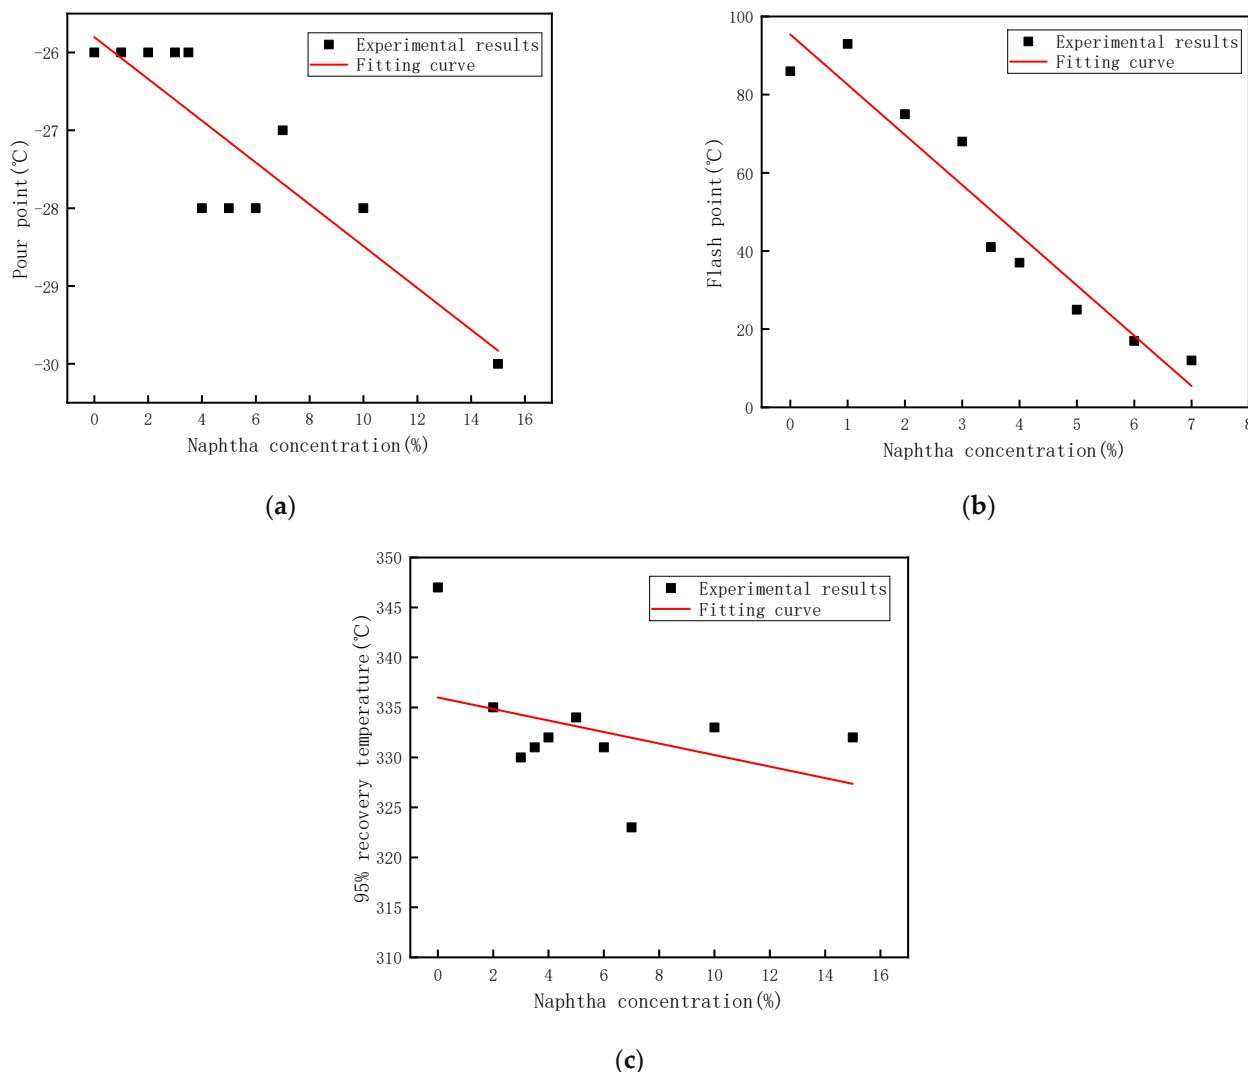 Experimental results
Fitting curve
-26
-27
-28
-29
-30
Pour point(℃)
0 2 4 6 8 10 12 14 16
Naphtha concentration(%)
(a)
Experimental results
Fitting curve
100
80
60
40
20
0
Flash point(℃)
0 1 2 3 4 5 6 7 8
Naphtha concentration(%)
(b)
Experimental results
Fitting curve
350
345
340
335
330
325
320
315
310
95% recovery temperature(℃)
0 2 4 6 8 10 12 14 16
Naphtha concentration(%)
(c)